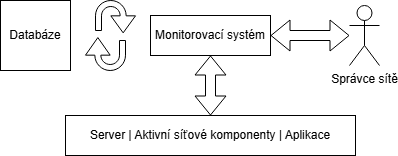 Databáze
Monitorovací systém
Správce sítě
Server | Aktivní síťové komponenty | Aplikace